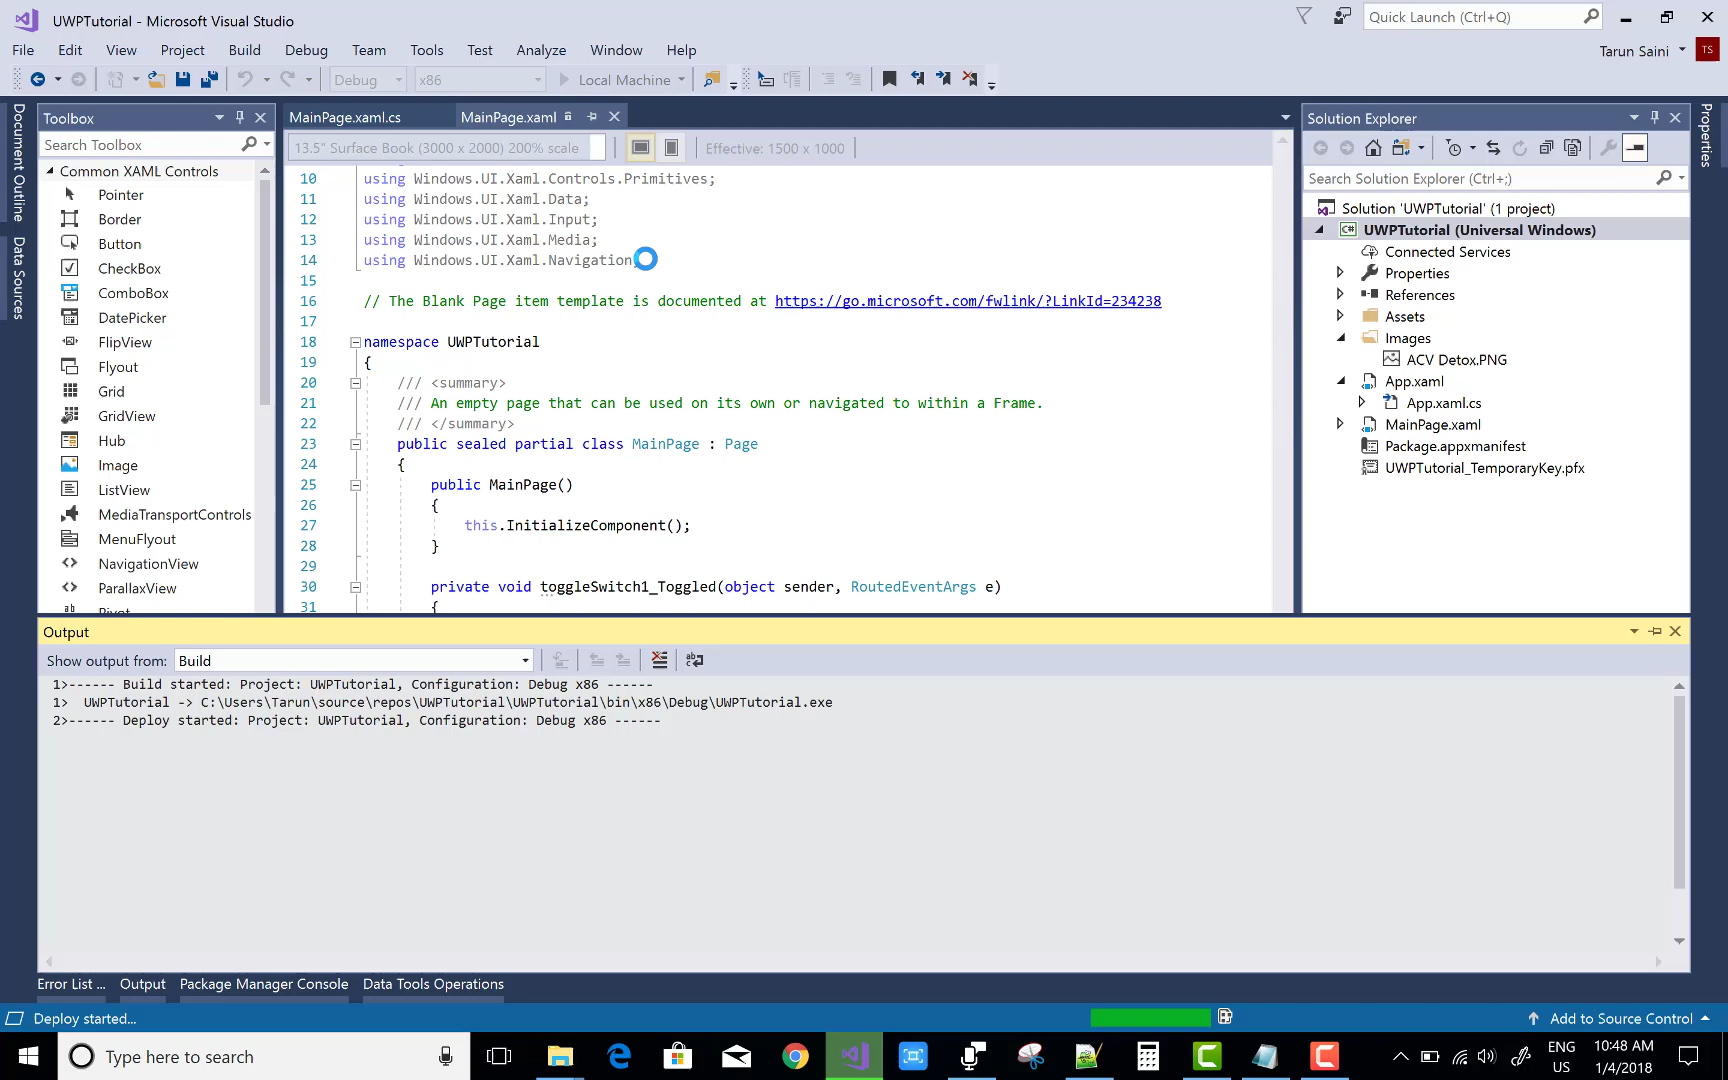 UWPTutorial - Microsoft Visual Studio
Quick Launch (Ctrl+Q)
File Edit View Project Build Debug Team Tools Test Analyze Window Help
Tarun Saini
TS
Debug
x86
Local Machine
Document Outline
Data Sources
Toolbox
Search Toolbox
Common XAML Controls
Pointer
Border
Button
CheckBox
ComboBox
DatePicker
FlipView
Flyout
Grid
GridView
Hub
Image
ListView
MediaTransportControls
MenuFlyout
NavigationView
ParallaxView
MainPage.xaml.cs
MainPage.xaml
13.5" Surface Book (3000 x 2000) 200% scale
Effective: 1500 x 1000
10 using Windows.UI.Xaml.Controls.Primitives;
11 using Windows.UI.Xaml.Data;
12 using Windows.UI.Xaml.Input;
13 using Windows.UI.Xaml.Media;
14 using Windows.UI.Xaml.Navigation;
15
16 // The Blank Page item template is documented at https://go.microsoft.com/fwlink/?LinkId=234238
17
18 namespace UWPTutorial
19 {
20 /// <summary>
21 /// An empty page that can be used on its own or navigated to within a Frame.
22 /// </summary>
23 public sealed partial class MainPage : Page
24 {
25 public MainPage()
26 {
27 this.InitializeComponent();
28 }
29
30 private void toggleSwitch1_Toggled(object sender, RoutedEventArgs e)
31 {
Solution Explorer
Search Solution Explorer (Ctrl+;)
Solution 'UWPTutorial' (1 project)
UWPTutorial (Universal Windows)
Connected Services
Properties
References
Assets
Images
ACV Detox.PNG
App.xaml
App.xaml.cs
MainPage.xaml
Package.appxmanifest
UWPTutorial_TemporaryKey.pfx
Properties
Output
Show output from: Build
1>------ Build started: Project: UWPTutorial, Configuration: Debug x86 ------
1> UWPTutorial -> C:\Users\Tarun\source\repos\UWPTutorial\UWPTutorial\bin\x86\Debug\UWPTutorial.exe
2>------ Deploy started: Project: UWPTutorial, Configuration: Debug x86 ------
Error List ... Output Package Manager Console Data Tools Operations
Deploy started...
Add to Source Control
Type here to search
ENG
US
10:48 AM
1/4/2018